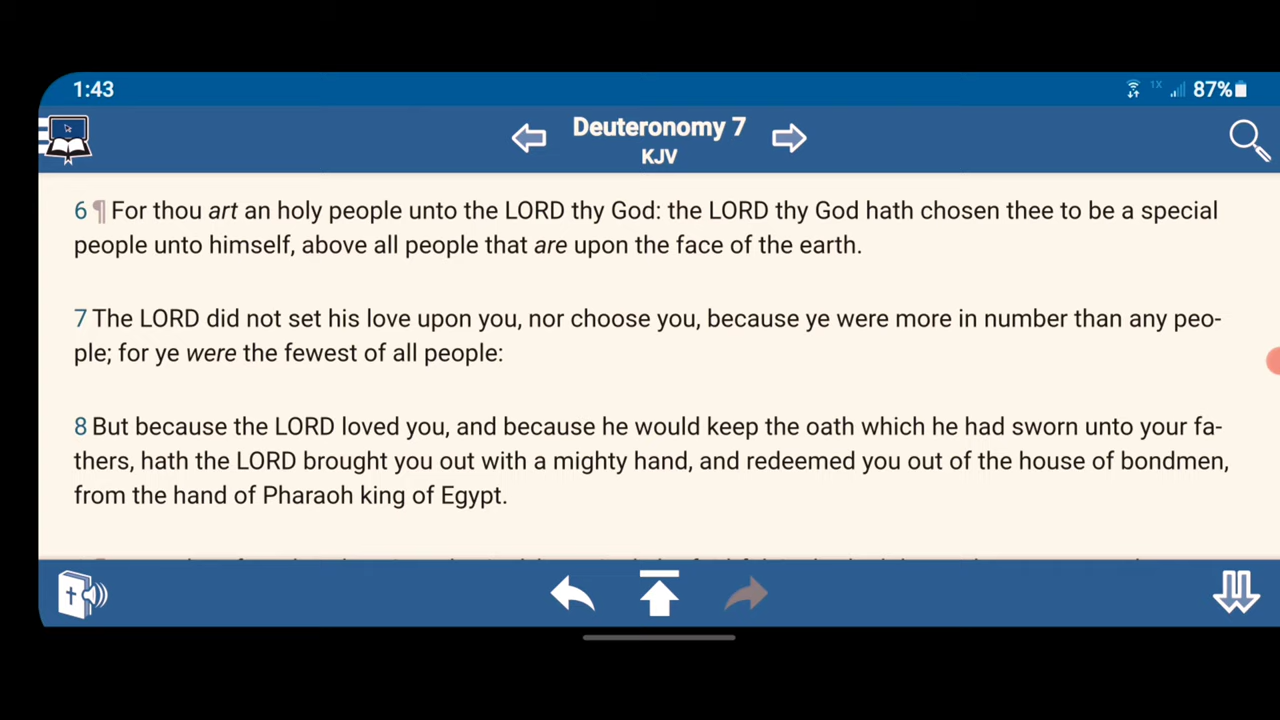 1:43
1X 87%
Deuteronomy 7
KJV
6 ¶ For thou art an holy people unto the LORD thy God: the LORD thy God hath chosen thee to be a special
people unto himself, above all people that are upon the face of the earth.
7 The LORD did not set his love upon you, nor choose you, because ye were more in number than any peo-
ple; for ye were the fewest of all people:
8 But because the LORD loved you, and because he would keep the oath which he had sworn unto your fa-
thers, hath the LORD brought you out with a mighty hand, and redeemed you out of the house of bondmen,
from the hand of Pharaoh king of Egypt.